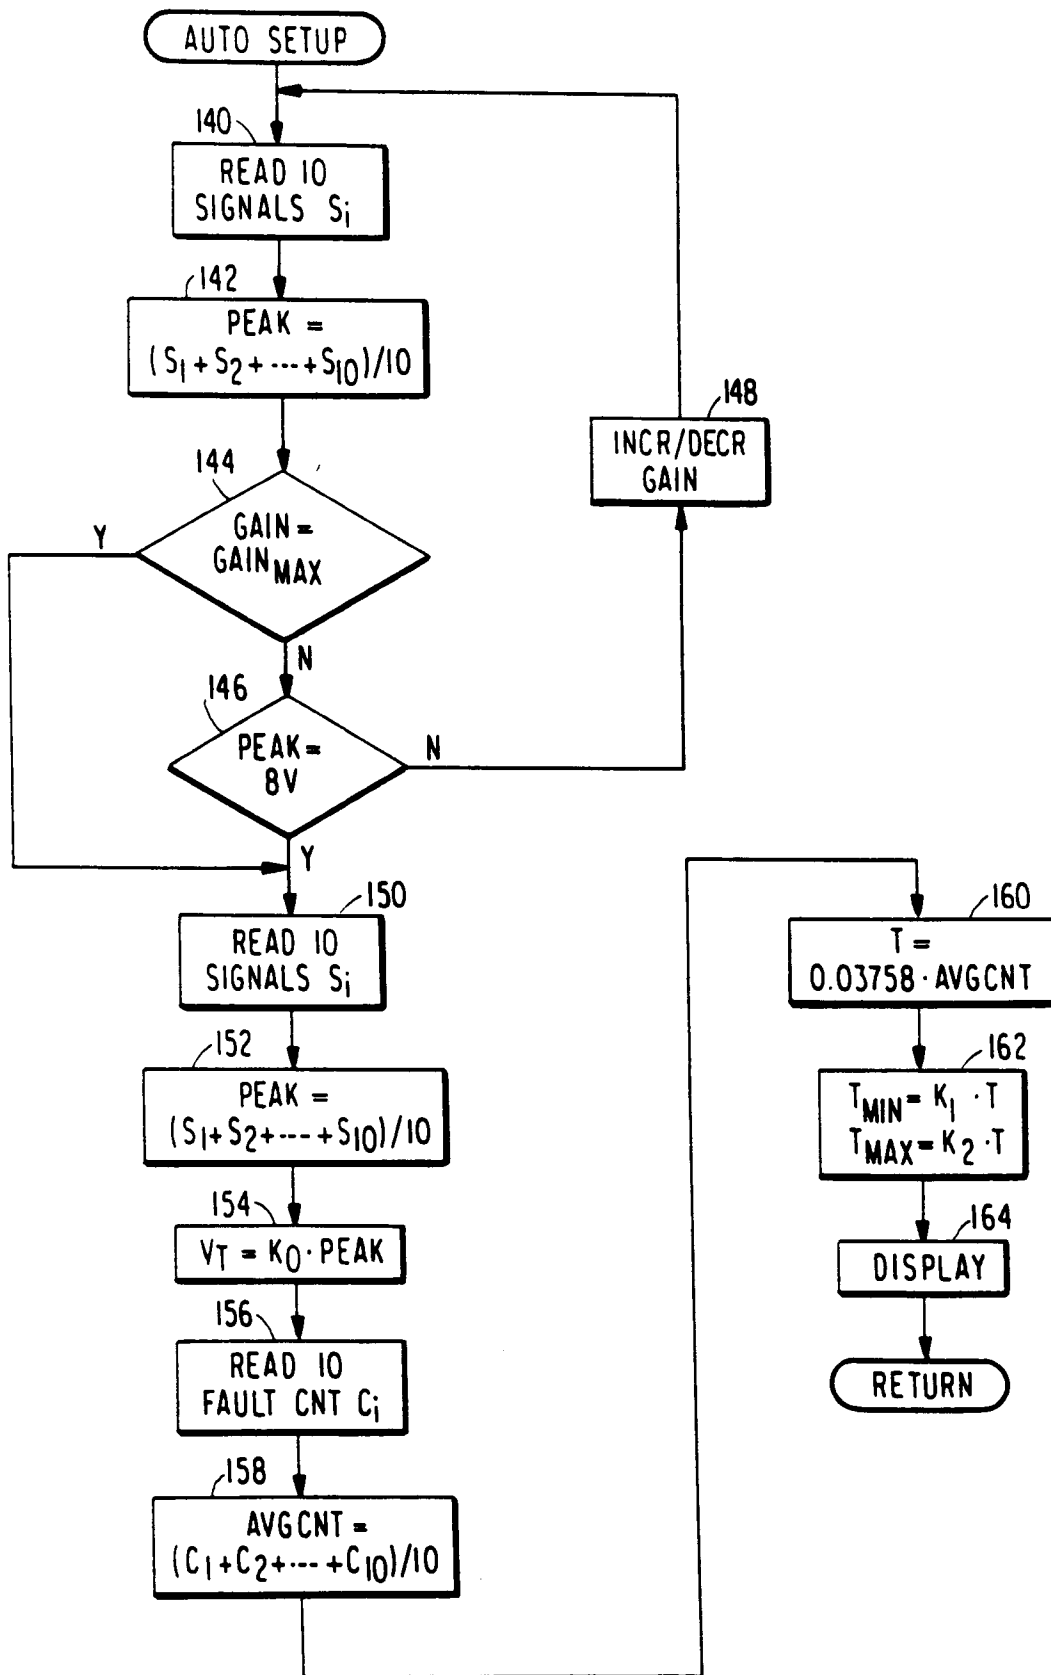 AUTO SETUP
140
READ 10
SIGNALS Si
142
PEAK =
(S1 + S2 + ---- + S10)/10
144
GAIN =
GAINMAX
Y
N
146
PEAK =
8V
N
Y
148
INCR/DECR
GAIN
150
READ 10
SIGNALS Si
152
PEAK =
(S1 + S2 + ---- + S10)/10
154
VT = K0 · PEAK
156
READ 10
FAULT CNT Ci
158
AVGCNT =
(C1 + C2 + ---- + C10)/10
160
T =
0.03758 · AVGCNT
162
TMIN = K1 · T
TMAX = K2 · T
164
DISPLAY
RETURN